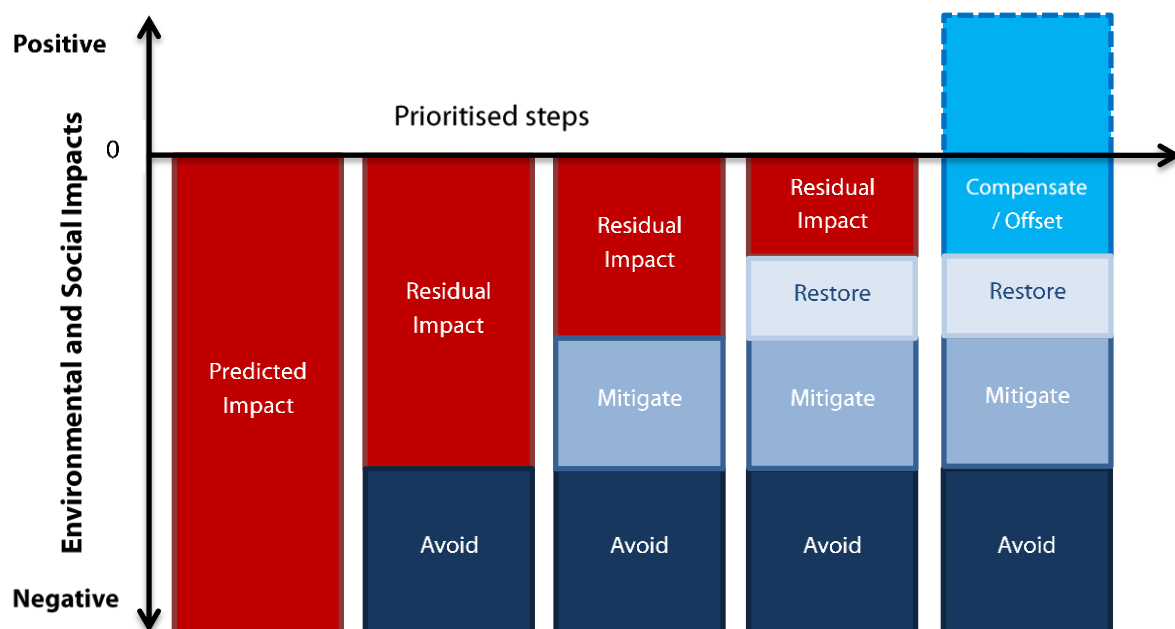 Positive
Prioritised steps
0
Environmental and Social Impacts
Negative
Predicted
Impact
Residual
Impact
Avoid
Residual
Impact
Mitigate
Avoid
Residual
Impact
Restore
Mitigate
Avoid
Compensate
/ Offset
Restore
Mitigate
Avoid